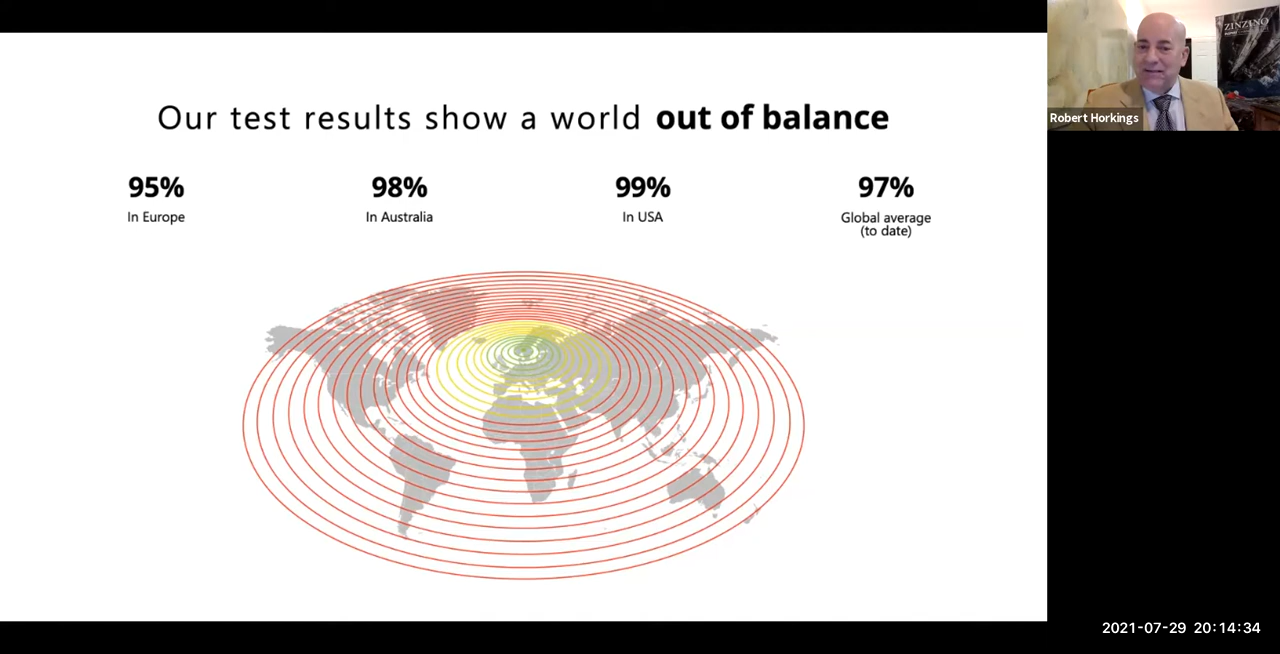 Our test results show a world out of balance
95%
In Europe
98%
In Australia
99%
In USA
97%
Global average
(to date)
ZINZINO
Robert Horkings
2021-07-29 20:14:34